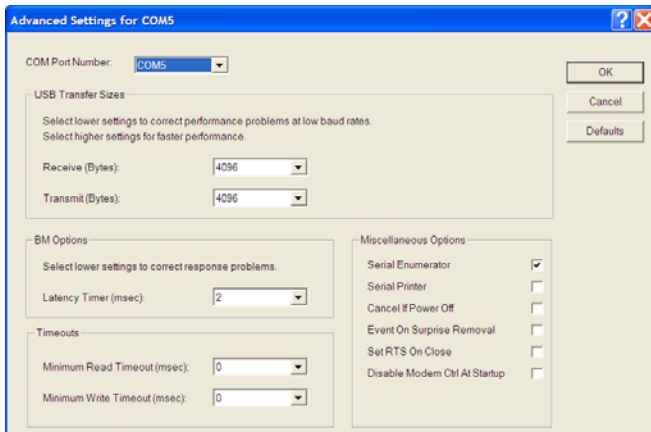 Advanced Settings for COM5
COM Port Number: COM5
OK
USB Transfer Sizes
Cancel
Select lower settings to correct performance problems at low baud rates.
Select higher settings for faster performance.
Defaults
Receive (Bytes): 4096
Transmit (Bytes): 4096
BM Options
Select lower settings to correct response problems.
Latency Timer (msec): 2
Timeouts
Minimum Read Timeout (msec): 0
Minimum Write Timeout (msec): 0
Miscellaneous Options
Serial Enumerator
Serial Printer
Cancel If Power Off
Event On Surprise Removal
Set RTS On Close
Disable Modem Ctrl At Startup